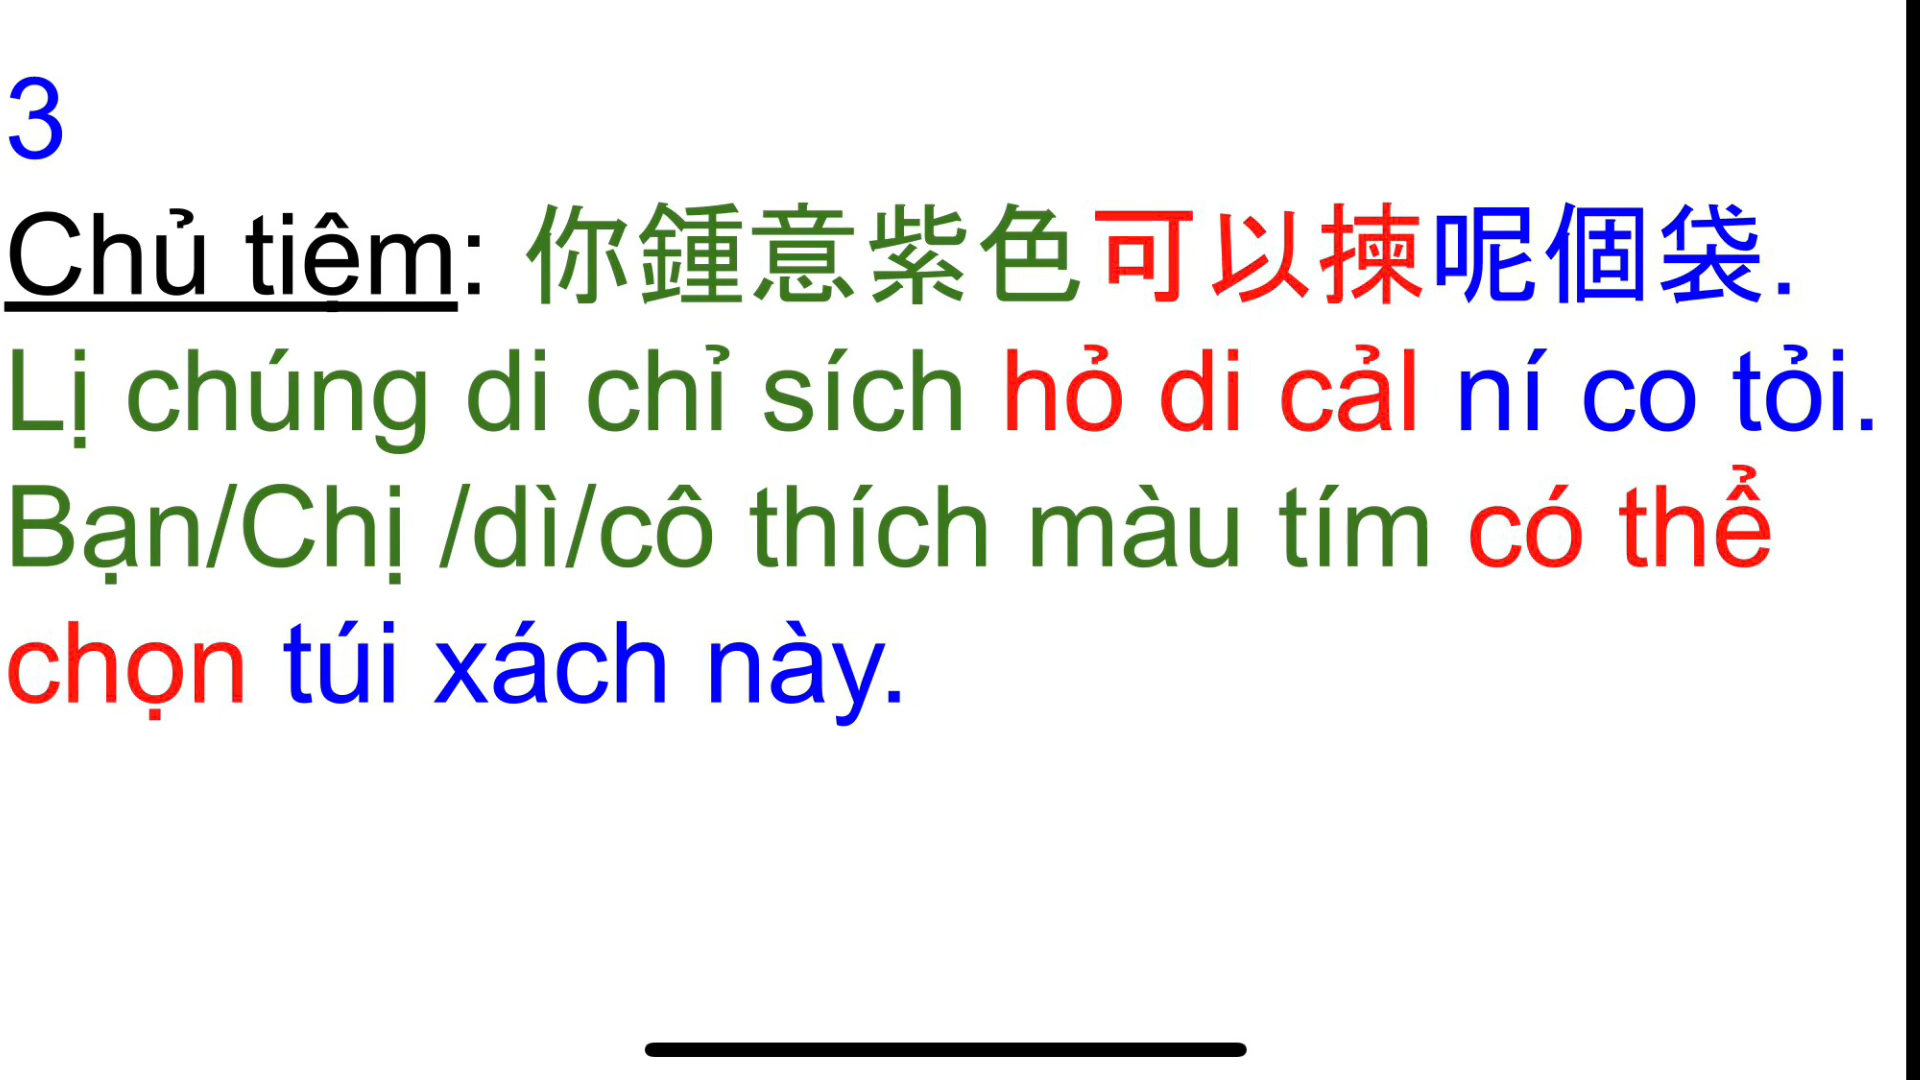 3
Chủ tiệm: 你鍾意紫色可以揀呢個袋.
Lị chúng di chỉ sích hỏ di cảl ní co tỏi.
Bạn/Chị /dì/cô thích màu tím có thể
chọn túi xách này.